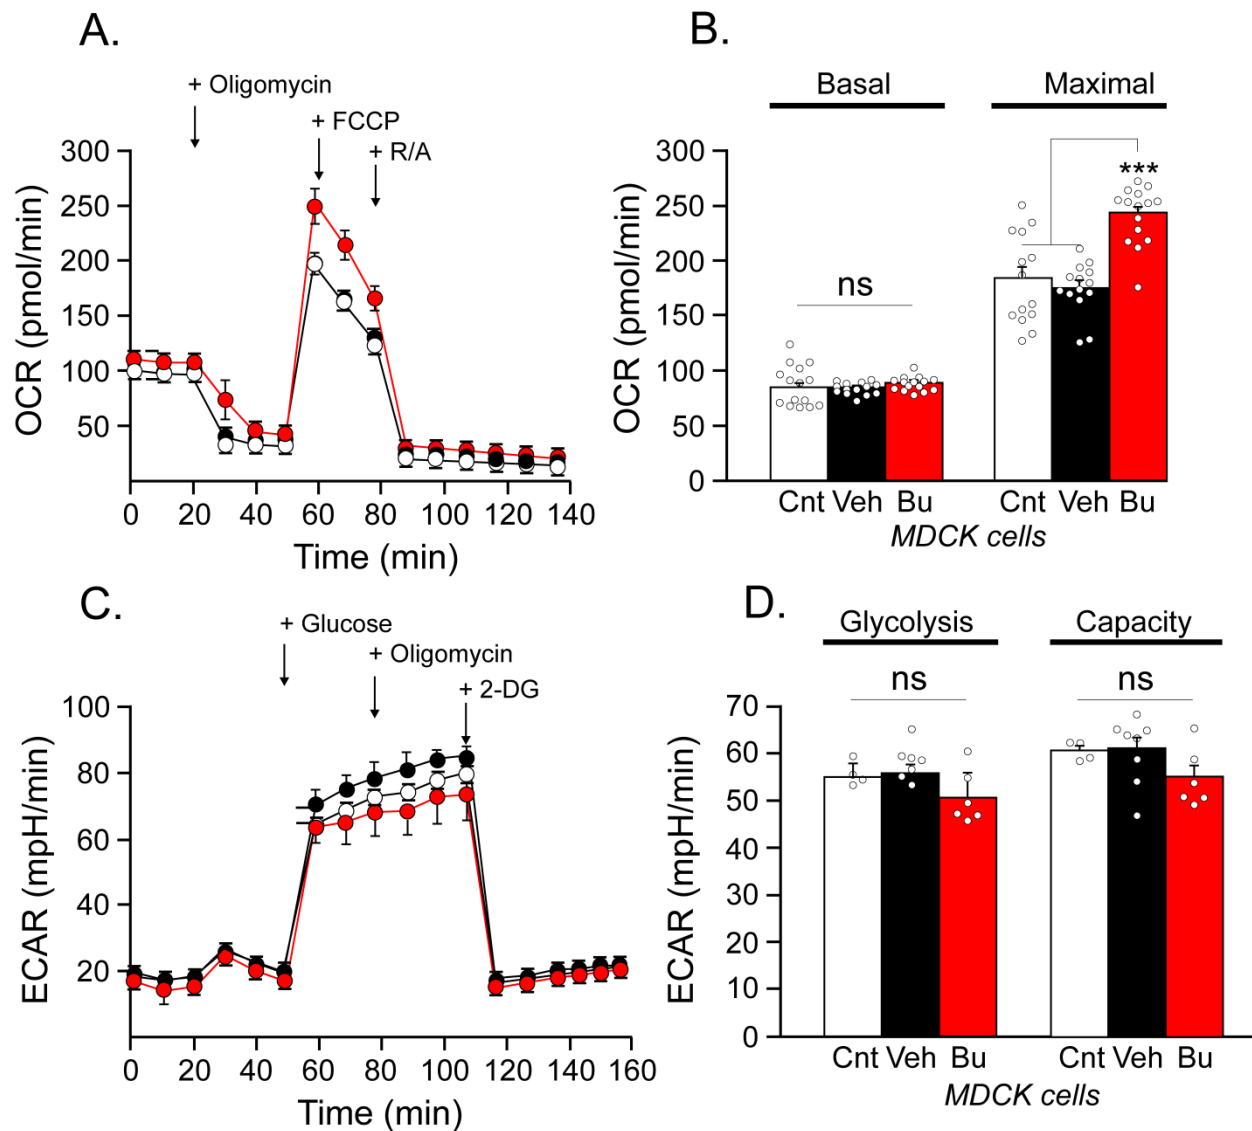 A.
+ Oligomycin
+ FCCP
+ R/A
OCR (pmol/min)
300
250
200
150
100
50
0 20 40 60 80 100 120 140
Time (min)
B.
Basal Maximal
OCR (pmol/min)
300
250
200
150
100
50
0
ns
***
Cnt Veh Bu Cnt Veh Bu
MDCK cells
C.
+ Glucose
+ Oligomycin
+ 2-DG
ECAR (mpH/min)
100
80
60
40
20
0 20 40 60 80 100 120 140 160
Time (min)
D.
Glycolysis Capacity
ns ns
ECAR (mpH/min)
70
60
50
40
30
20
10
0
Cnt Veh Bu Cnt Veh Bu
MDCK cells